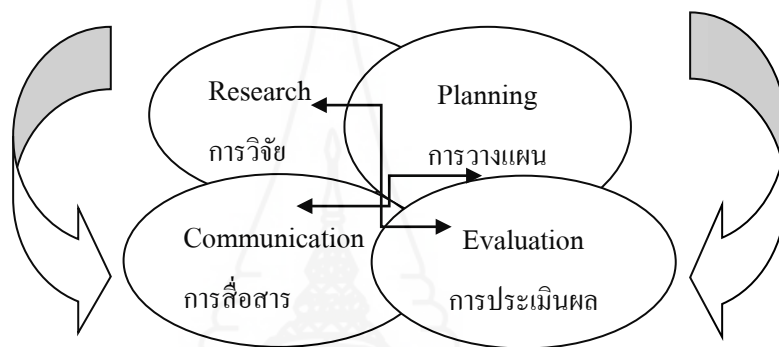 Research
การวิจัย
Planning
การวางแผน
Communication
การสื่อสาร
Evaluation
การประเมินผล